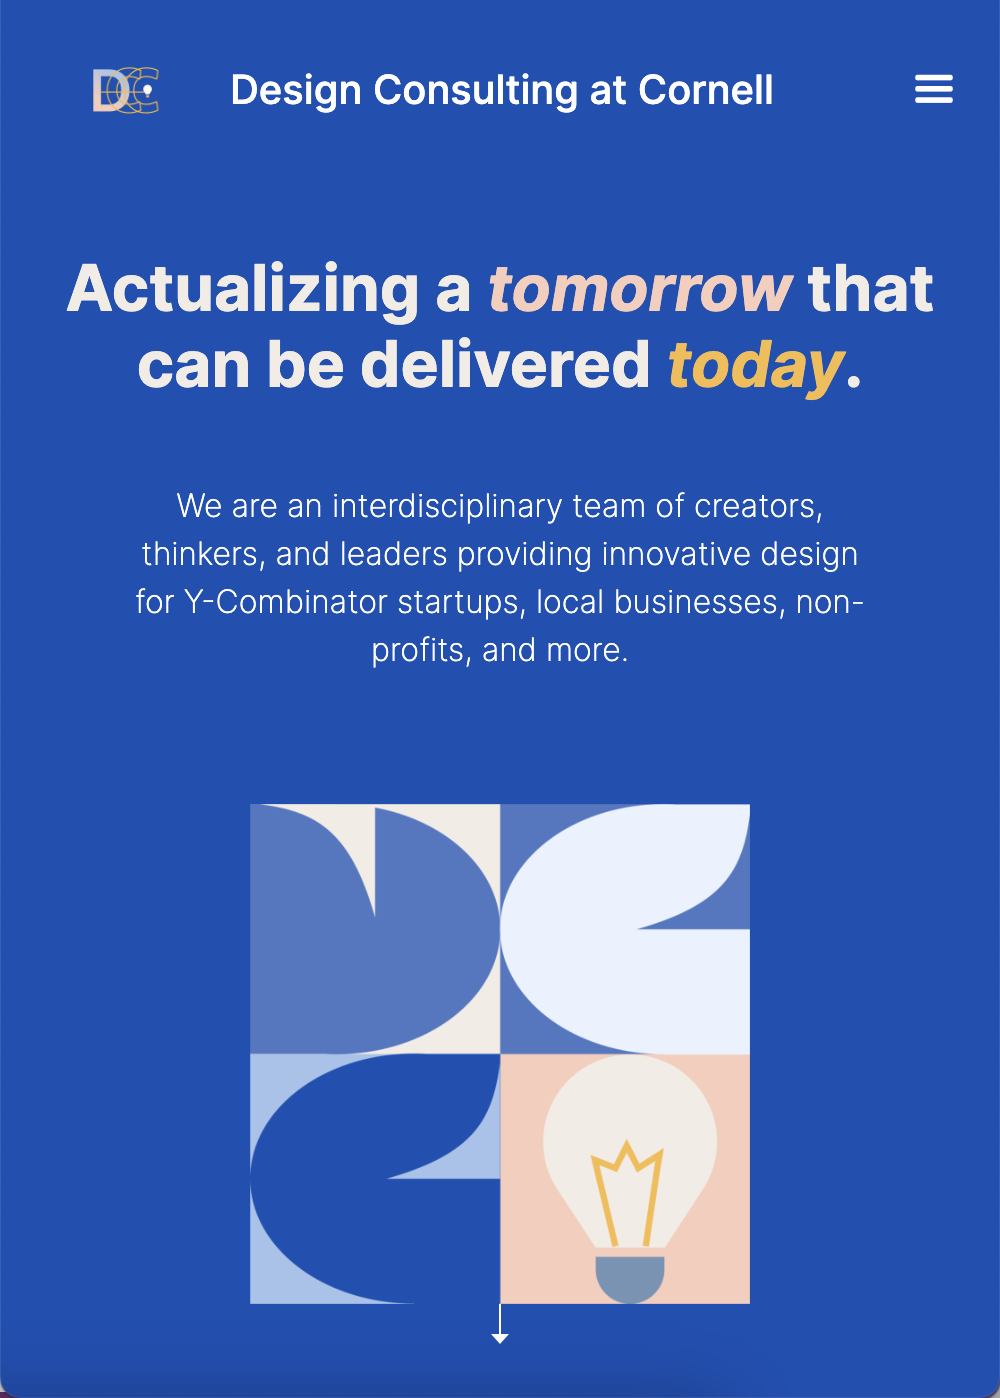 DCC
Design Consulting at Cornell
Actualizing a tomorrow that
can be delivered today.
We are an interdisciplinary team of creators,
thinkers, and leaders providing innovative design
for Y-Combinator startups, local businesses, non-
profits, and more.